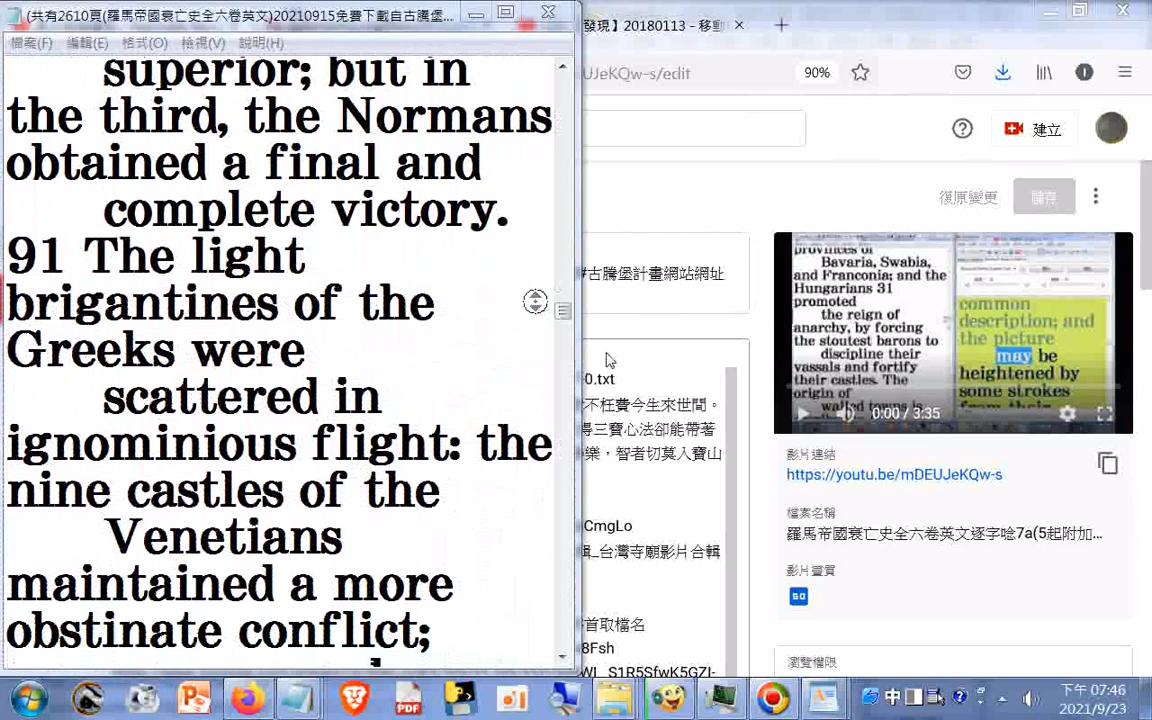 (共有2610頁(羅馬帝國衰亡史全六卷英文)20210915免費下載自古騰堡...
檔案(F) 編輯(E) 格式(O) 檢視(V) 說明(H)
superior; but in
the third, the Normans
obtained a final and
complete victory.
91 The light
brigantines of the
Greeks were
scattered in
ignominious flight: the
nine castles of the
Venetians
maintained a more
obstinate conflict;
發現】20180113 - 移動
UJeKQw-s/edit
90%
建立
復原變更
儲存
#古騰堡計畫網站網址
provinces of
Bavaria, Swabia,
and Franconia; and the
Hungarians 31
promoted
the reign of
anarchy, by forcing
the stoutest barons to
discipline their
vassals and fortify
their castles. The
origin of
walled towns is
common
description; and
the picture
may be
heightened by
some strokes
0:00 / 3:35
-0.txt
不枉費今生來世間。
得三寶心法卻能帶著
樂，智者切莫入寶山
CmgLo
輯_台灣寺廟影片合輯
首取檔名
8Fsh
WI_S1R5SfwK5GZI-
影片連結
https://youtu.be/mDEUJeKQw-s
檔案名稱
羅馬帝國衰亡史全六卷英文逐字唸7a(5起附加...
影片畫質
SD
瀏覽權限
中
下午 07:46
2021/9/23